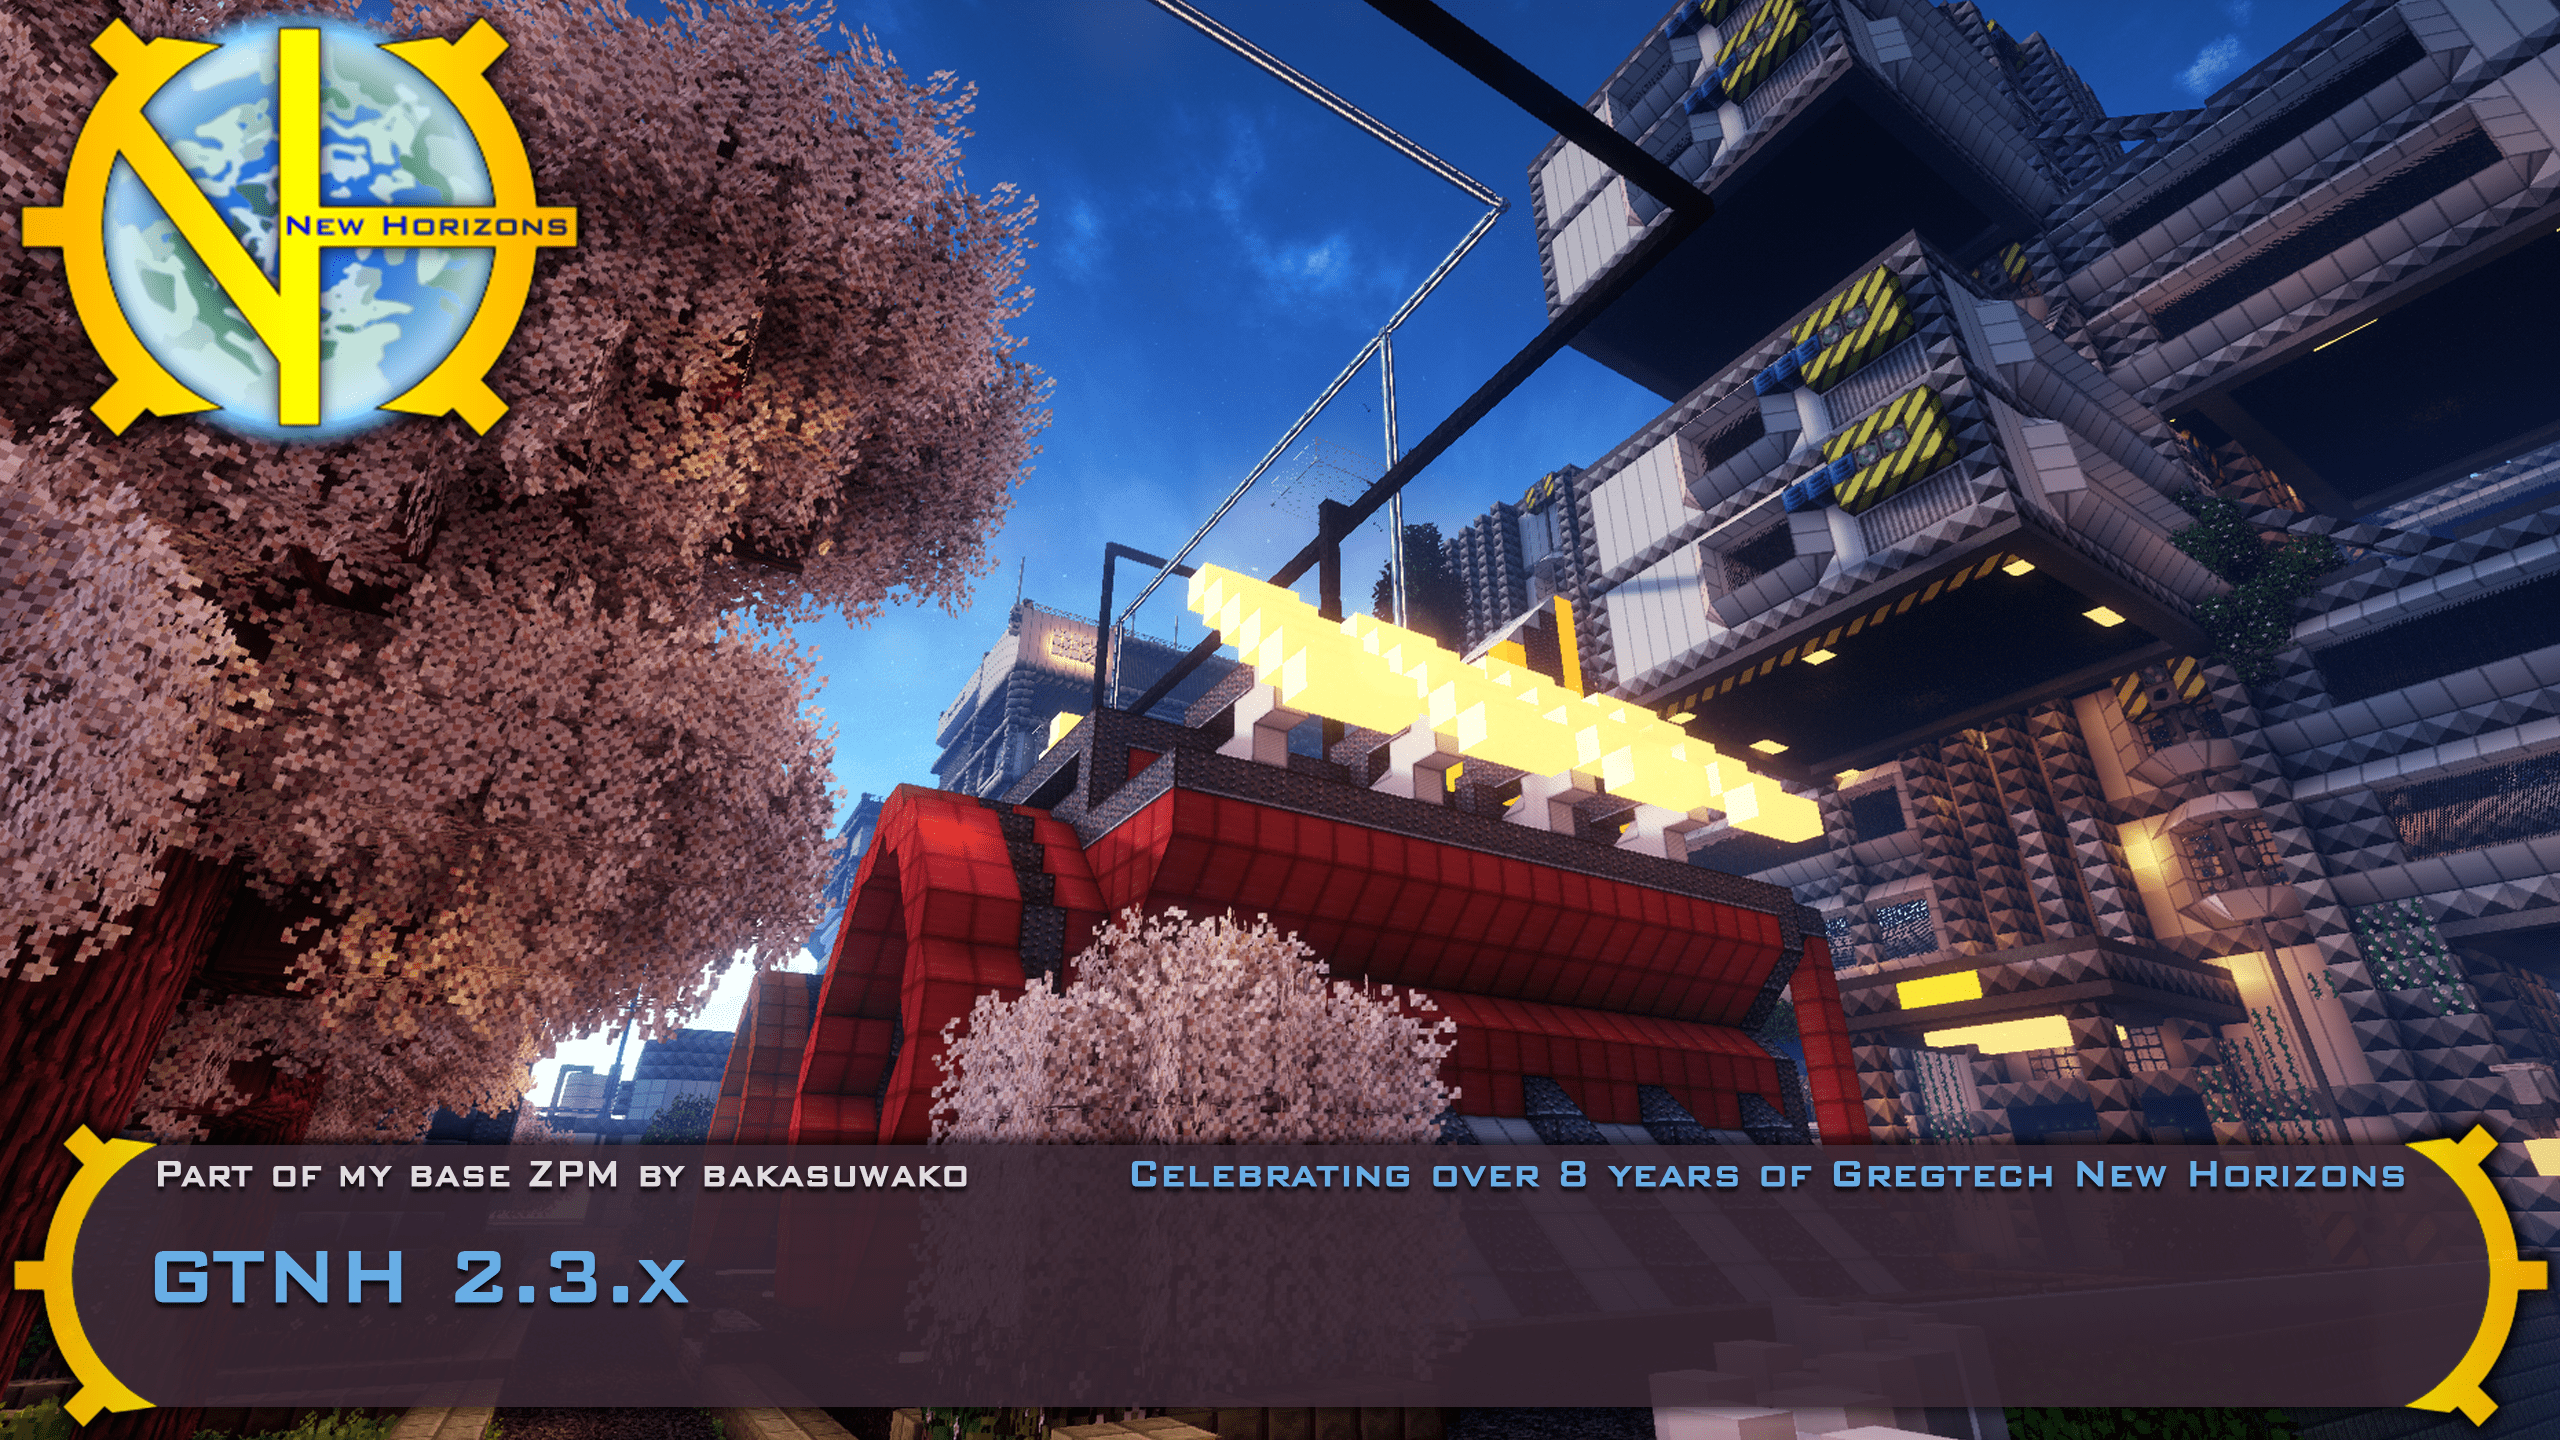 New Horizons
Part of my base ZPM by bakasuwako
Celebrating over 8 years of Gregtech New Horizons
GTNH 2.3.x